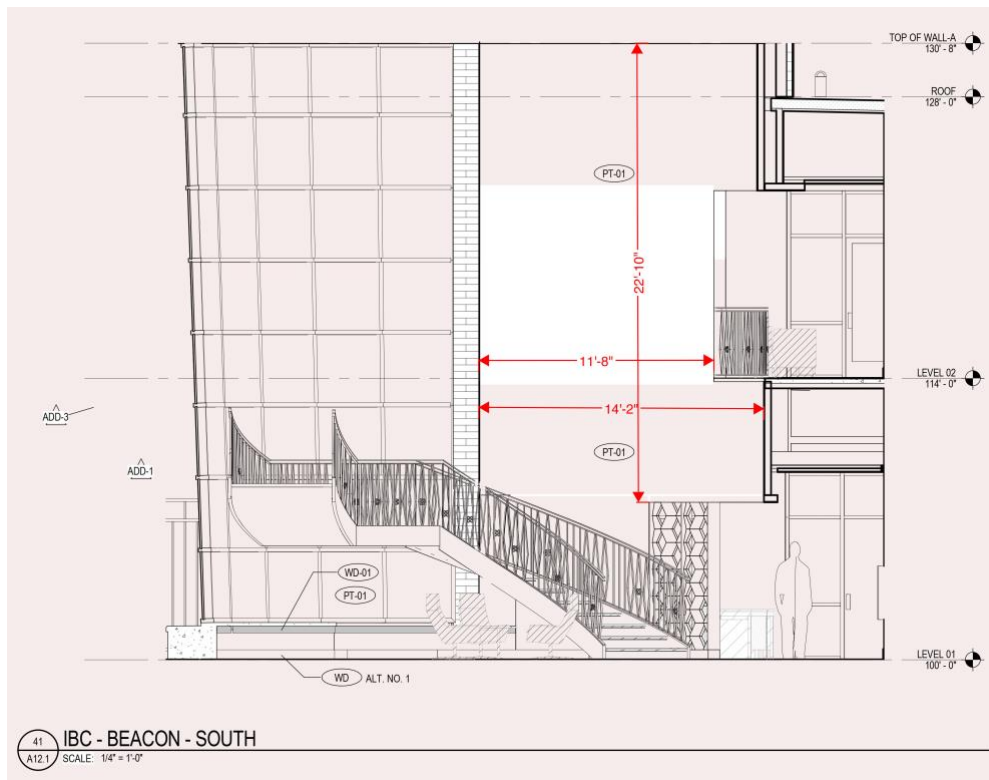 TOP OF WALL-A
130' - 8"
ROOF
128' - 0"
PT-01
22'-10"
11'-8"
LEVEL 02
114' - 0"
14'-2"
ADD-3
PT-01
ADD-1
WD-01
PT-01
LEVEL 01
100' - 0"
WD ALT. NO. 1
41
A12.1
IBC - BEACON - SOUTH
SCALE: 1/4" = 1'-0"